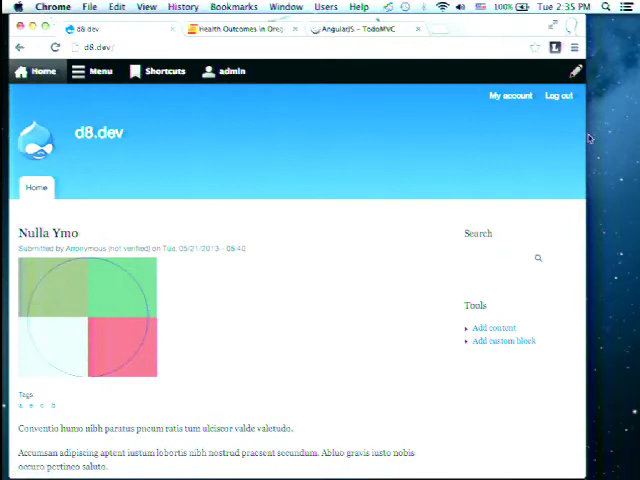 Chrome File Edit View History Bookmarks Window Users Help 100% Tue 2:35 PM
d8.dev
Health Outcomes in Oreg
AngularJS - TodoMVC
d8.dev/
Home Menu Shortcuts admin
My account Log out
d8.dev
Home
Nulla Ymo
Submitted by Anonymous (not verified) on Tue, 05/21/2013 - 05:40
Search
Tools
Add content
Add custom block
Tags:
Conventio humo nibh paratus pneum ratis tum ulciscor valde valetudo.
Accumsan adipiscing aptent iustum lobortis nibh nostrud praesent secundum. Abluo gravis iusto nobis
occuro pertineo saluto.